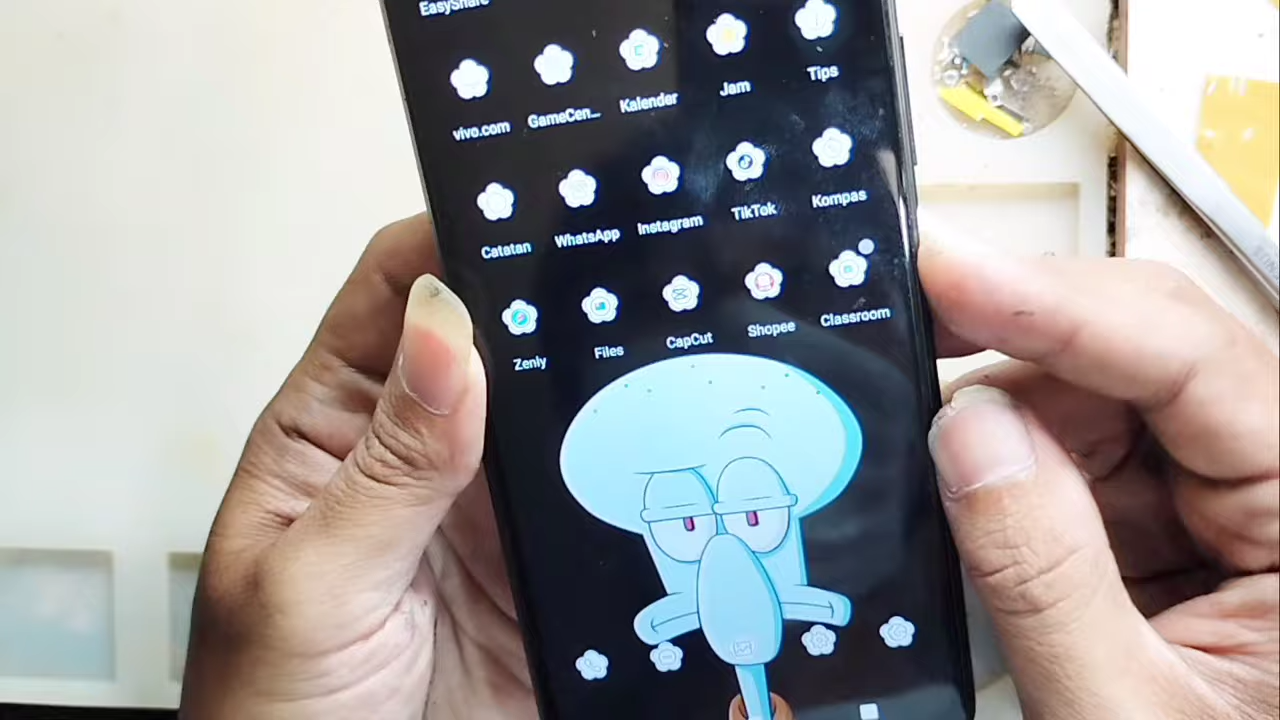 EasyShare
vivo.com GameCen... Kalender Jam Tips
Catatan WhatsApp Instagram TikTok Kompas
Zenly Files CapCut Shopee Classroom